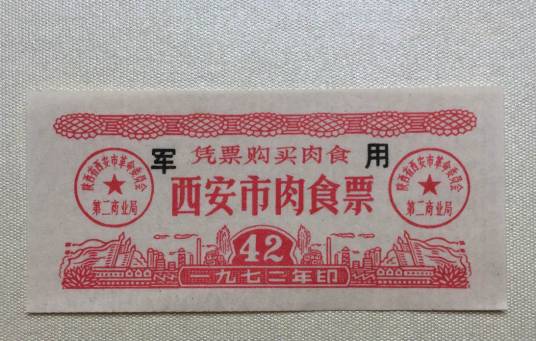 军 凭票购买肉食 用
陕西省西安市革命委员会
第二商业局
西安市肉食票
陕西省西安市革命委员会
第二商业局
42
一九七二年印